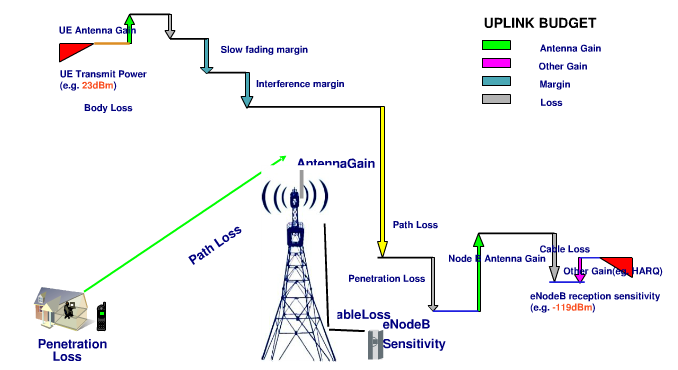 UPLINK BUDGET
UE Antenna Gain
Slow fading margin
Antenna Gain
Other Gain
Margin
Loss
UE Transmit Power
(e.g. 23dBm)
Interference margin
Body Loss
AntennaGain
Path Loss
Path Loss
Node B Antenna Gain
Cable Loss
Penetration Loss
Other Gain(eg. HARQ)
eNodeB reception sensitivity
(e.g. -119dBm)
ableLoss
eNodeB
Sensitivity
Penetration
Loss